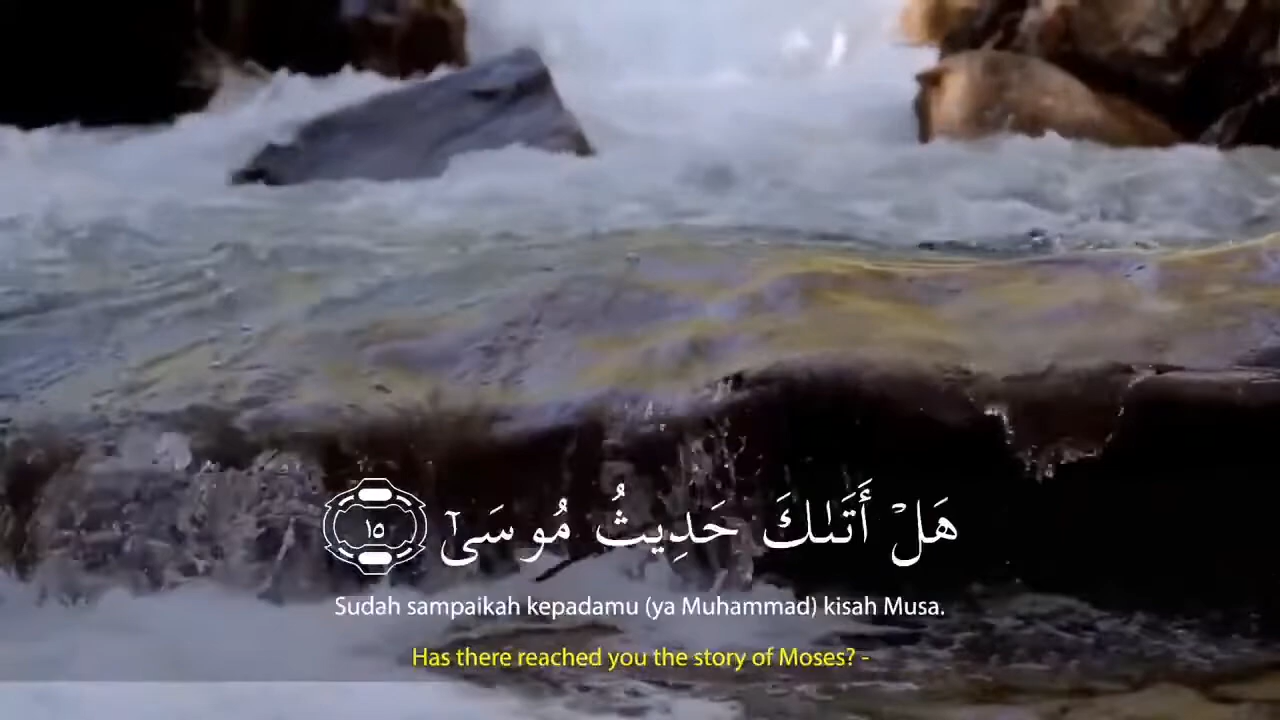 هَلْ أَتَىٰكَ حَدِيثُ مُوسَىٰٓ ١٥
Sudah sampaikah kepadamu (ya Muhammad) kisah Musa.
Has there reached you the story of Moses? -